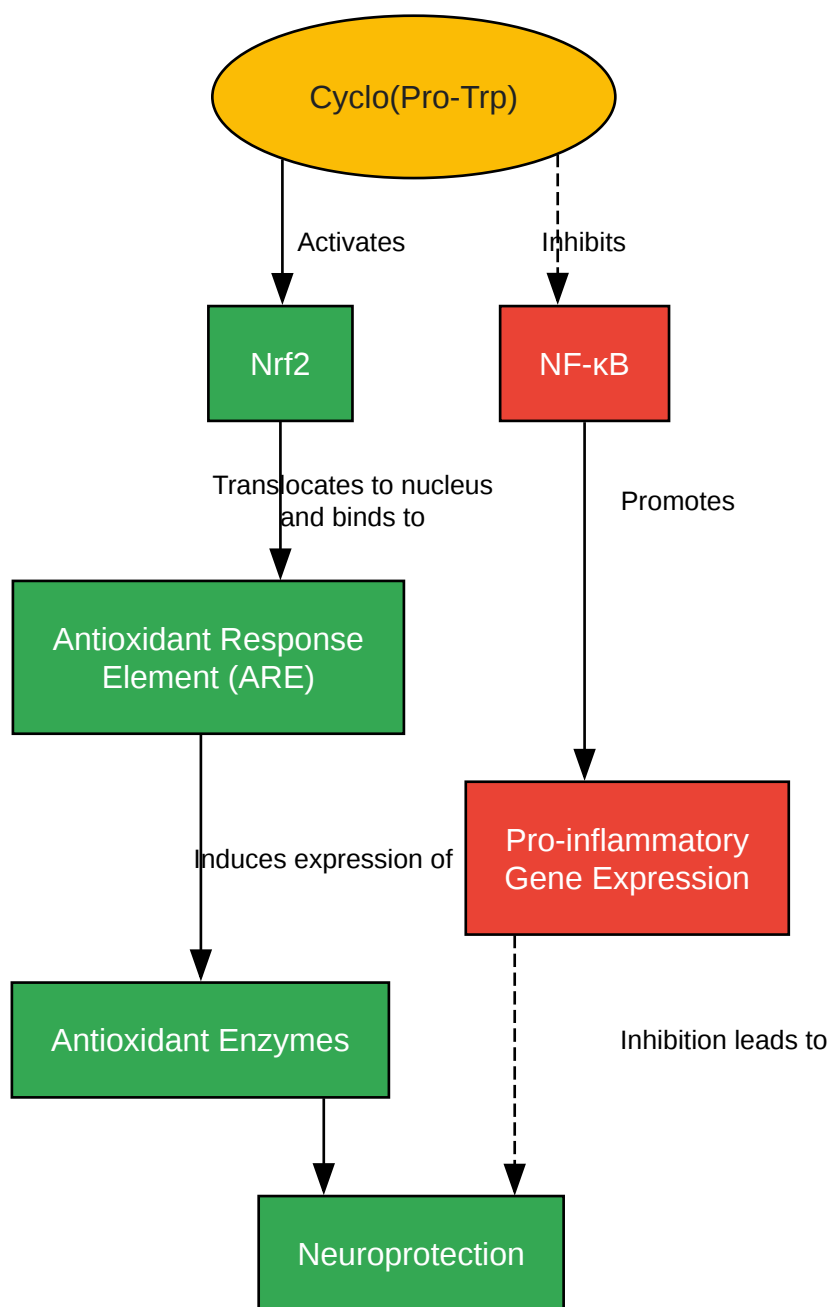 Cyclo(Pro-Trp)
Activates
Inhibits
Nrf2
NF-κB
Translocates to nucleus
and binds to
Promotes
Antioxidant Response
Element (ARE)
Induces expression of
Pro-inflammatory
Gene Expression
Antioxidant Enzymes
Inhibition leads to
Neuroprotection